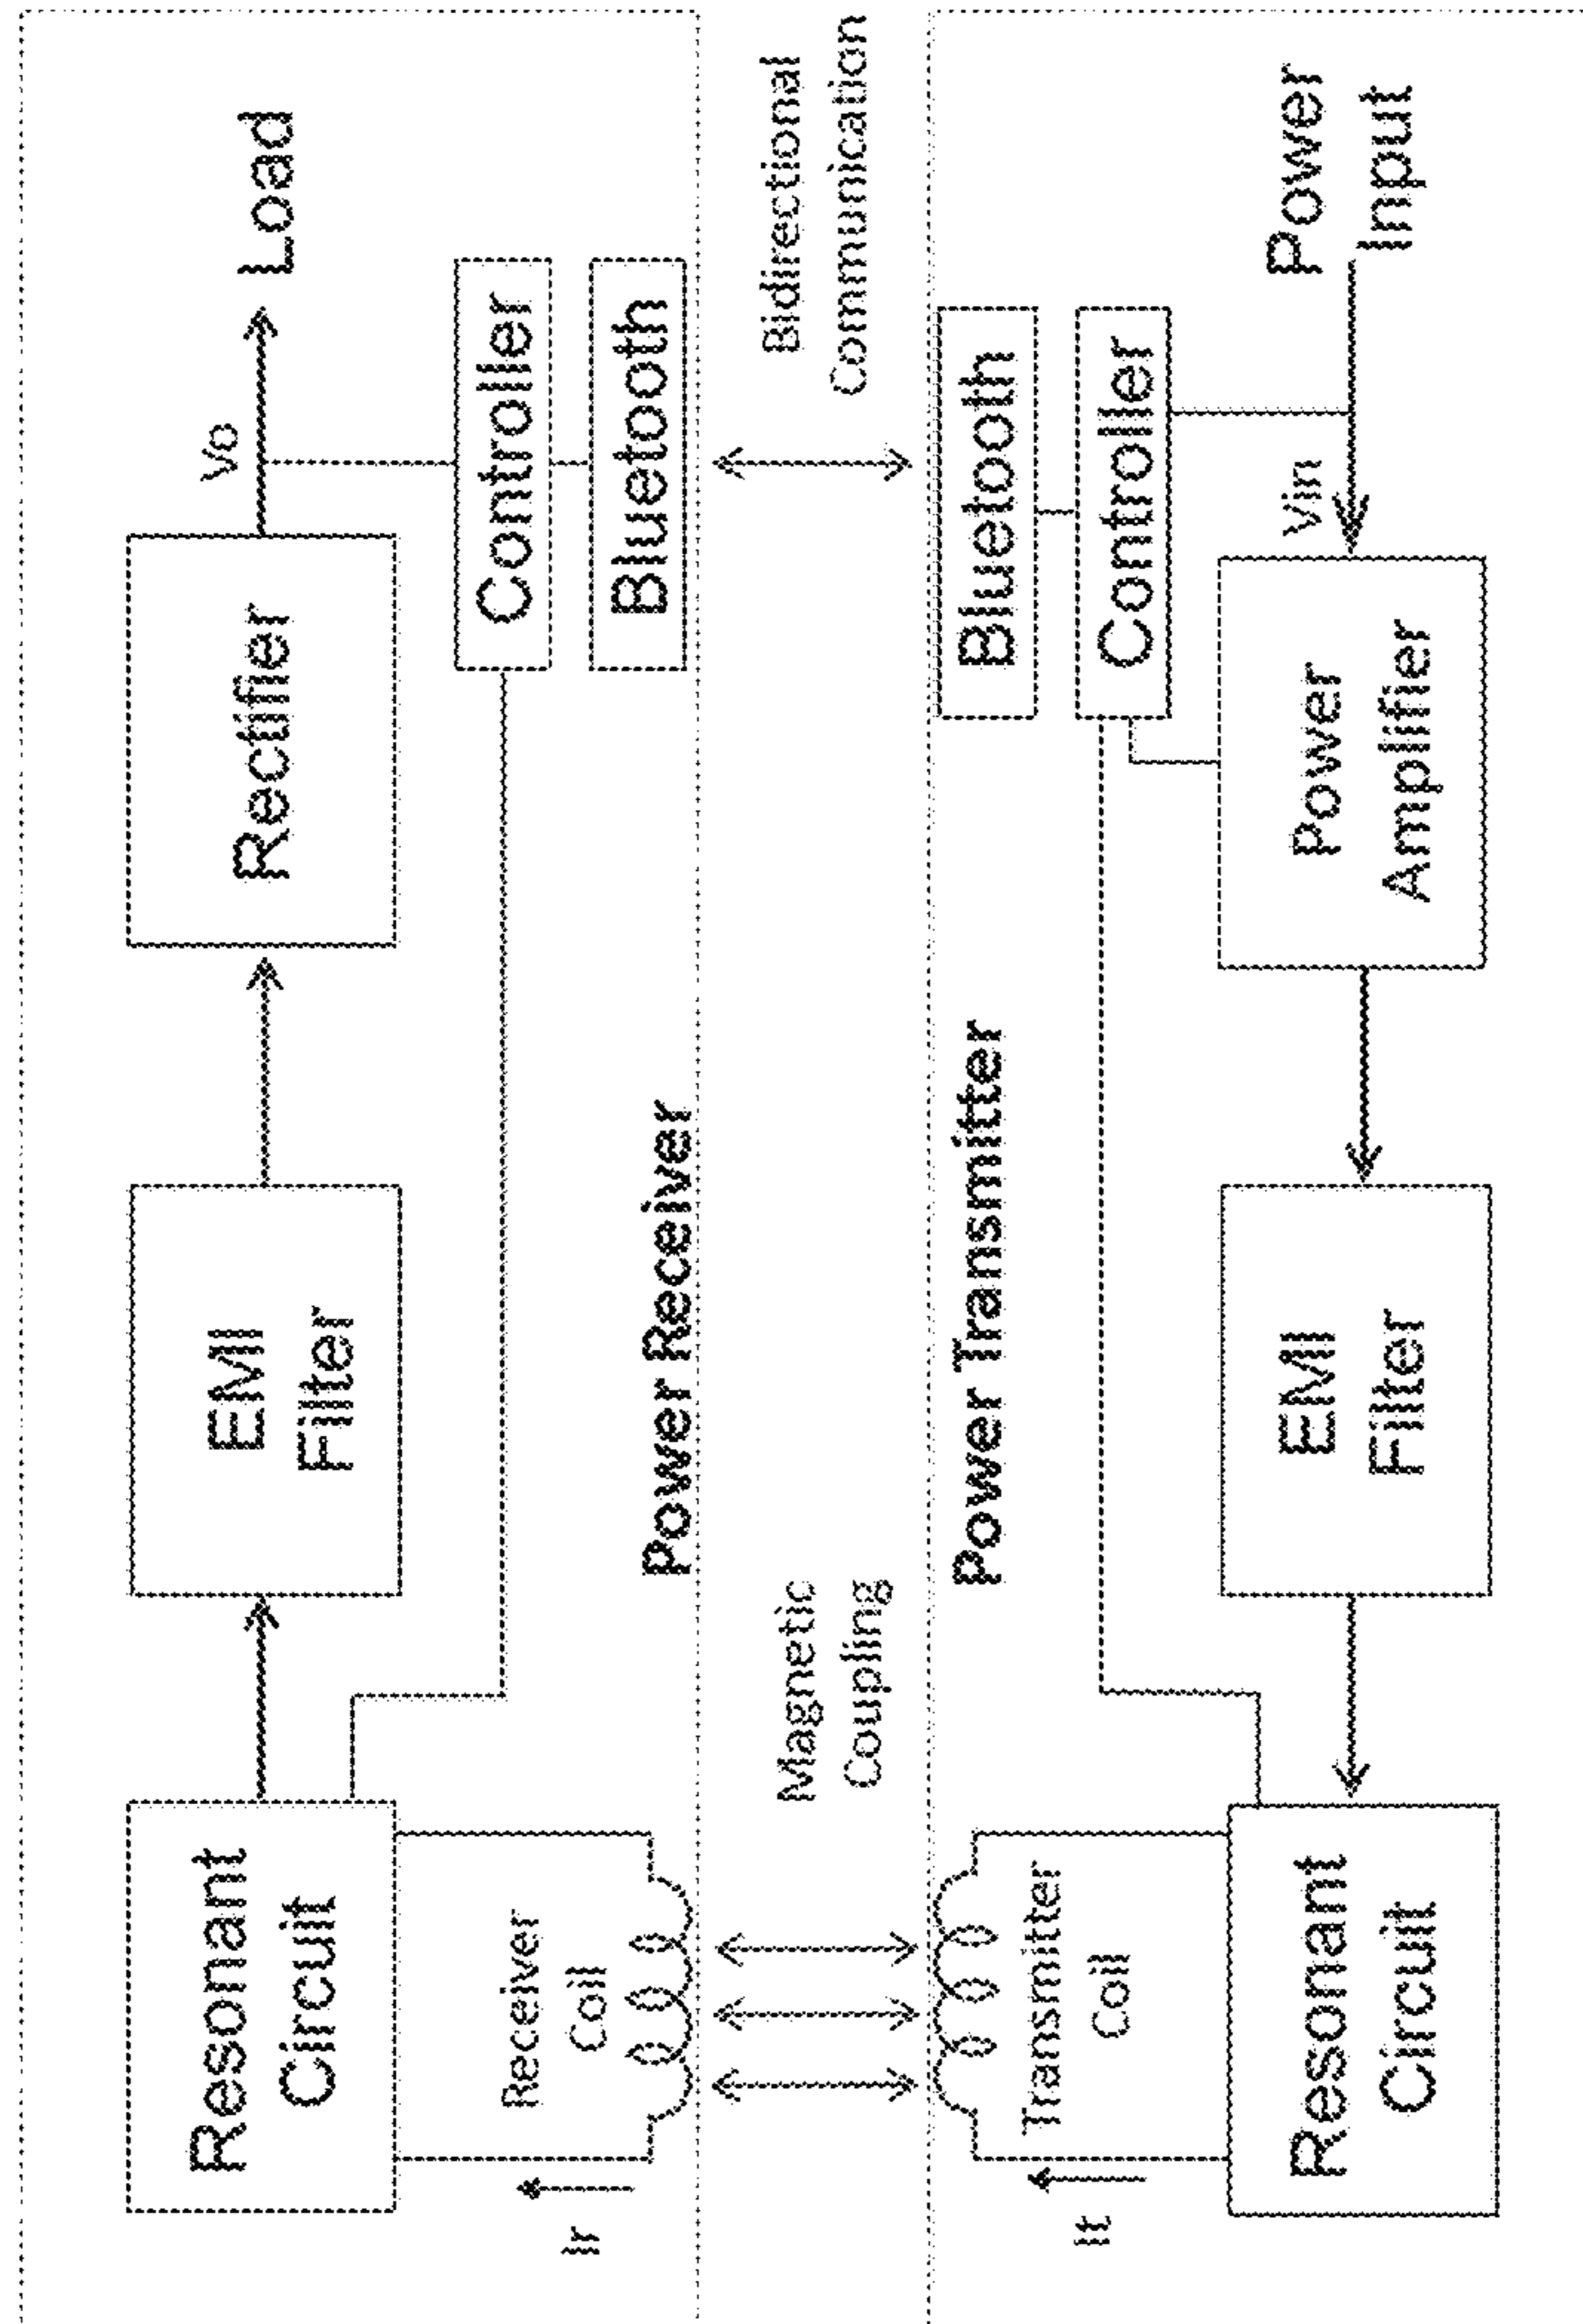 Resonant
Circuit
EMI
Filter
Rectifier
Vo
Load
Controller
Bluetooth
Receiver
Coil
Ir
Power Receiver
Magnetic
Coupling
Bidirectional
Communication
Power Transmitter
Bluetooth
Controller
Transmitter
Coil
It
Resonant
Circuit
EMI
Filter
Power
Amplifier
Vin
Power
Input